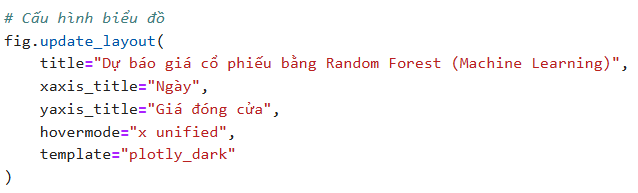 # Cấu hình biểu đồ
fig.update_layout(
    title="Dự báo giá cổ phiếu bằng Random Forest (Machine Learning)",
    xaxis_title="Ngày",
    yaxis_title="Giá đóng cửa",
    hovermode="x unified",
    template="plotly_dark"
)